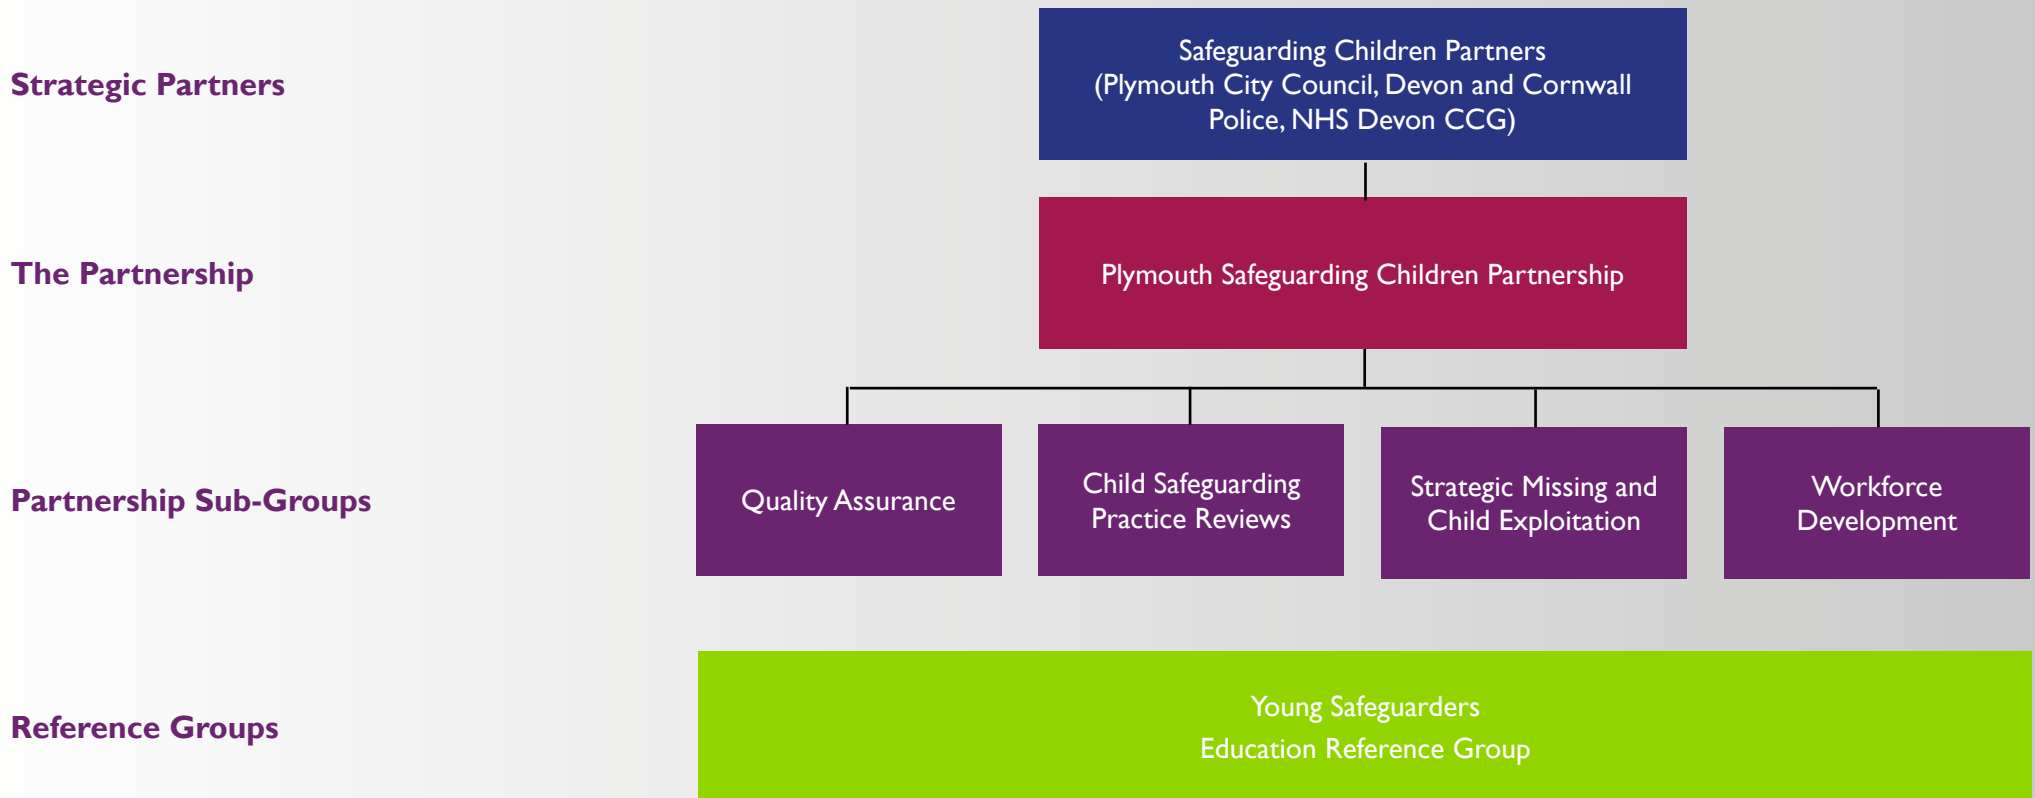 Strategic Partners
Safeguarding Children Partners
(Plymouth City Council, Devon and Cornwall
Police, NHS Devon CCG)
The Partnership
Plymouth Safeguarding Children Partnership
Partnership Sub-Groups
Quality Assurance
Child Safeguarding
Practice Reviews
Strategic Missing and
Child Exploitation
Workforce
Development
Reference Groups
Young Safeguarders
Education Reference Group